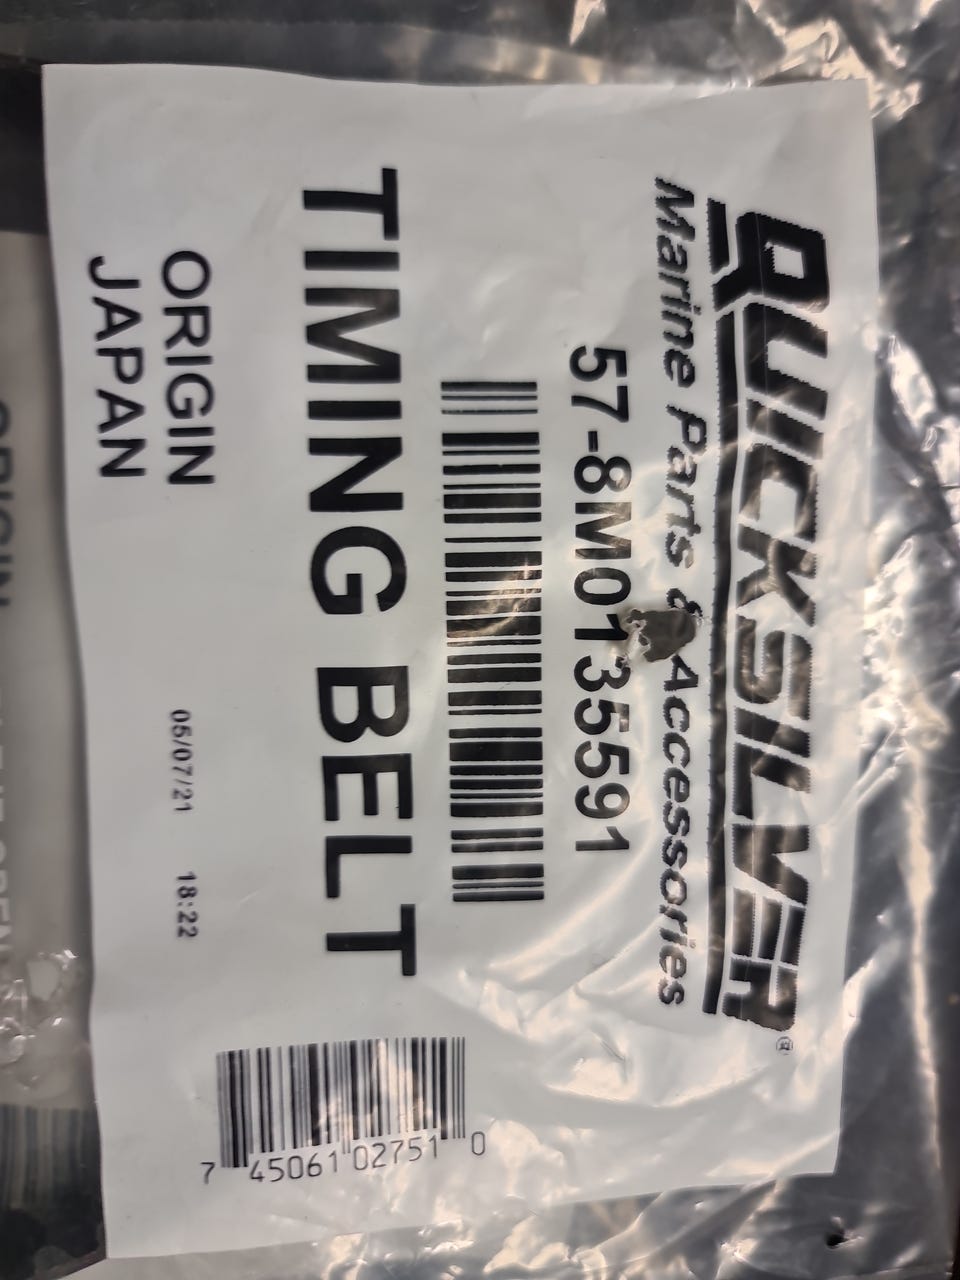 QUICKSILVER®
Marine Parts & Accessories
57-8M0135591
TIMING BELT
ORIGIN
JAPAN
05/07/21 18:22
7 45061 02751 0
ORIGIN